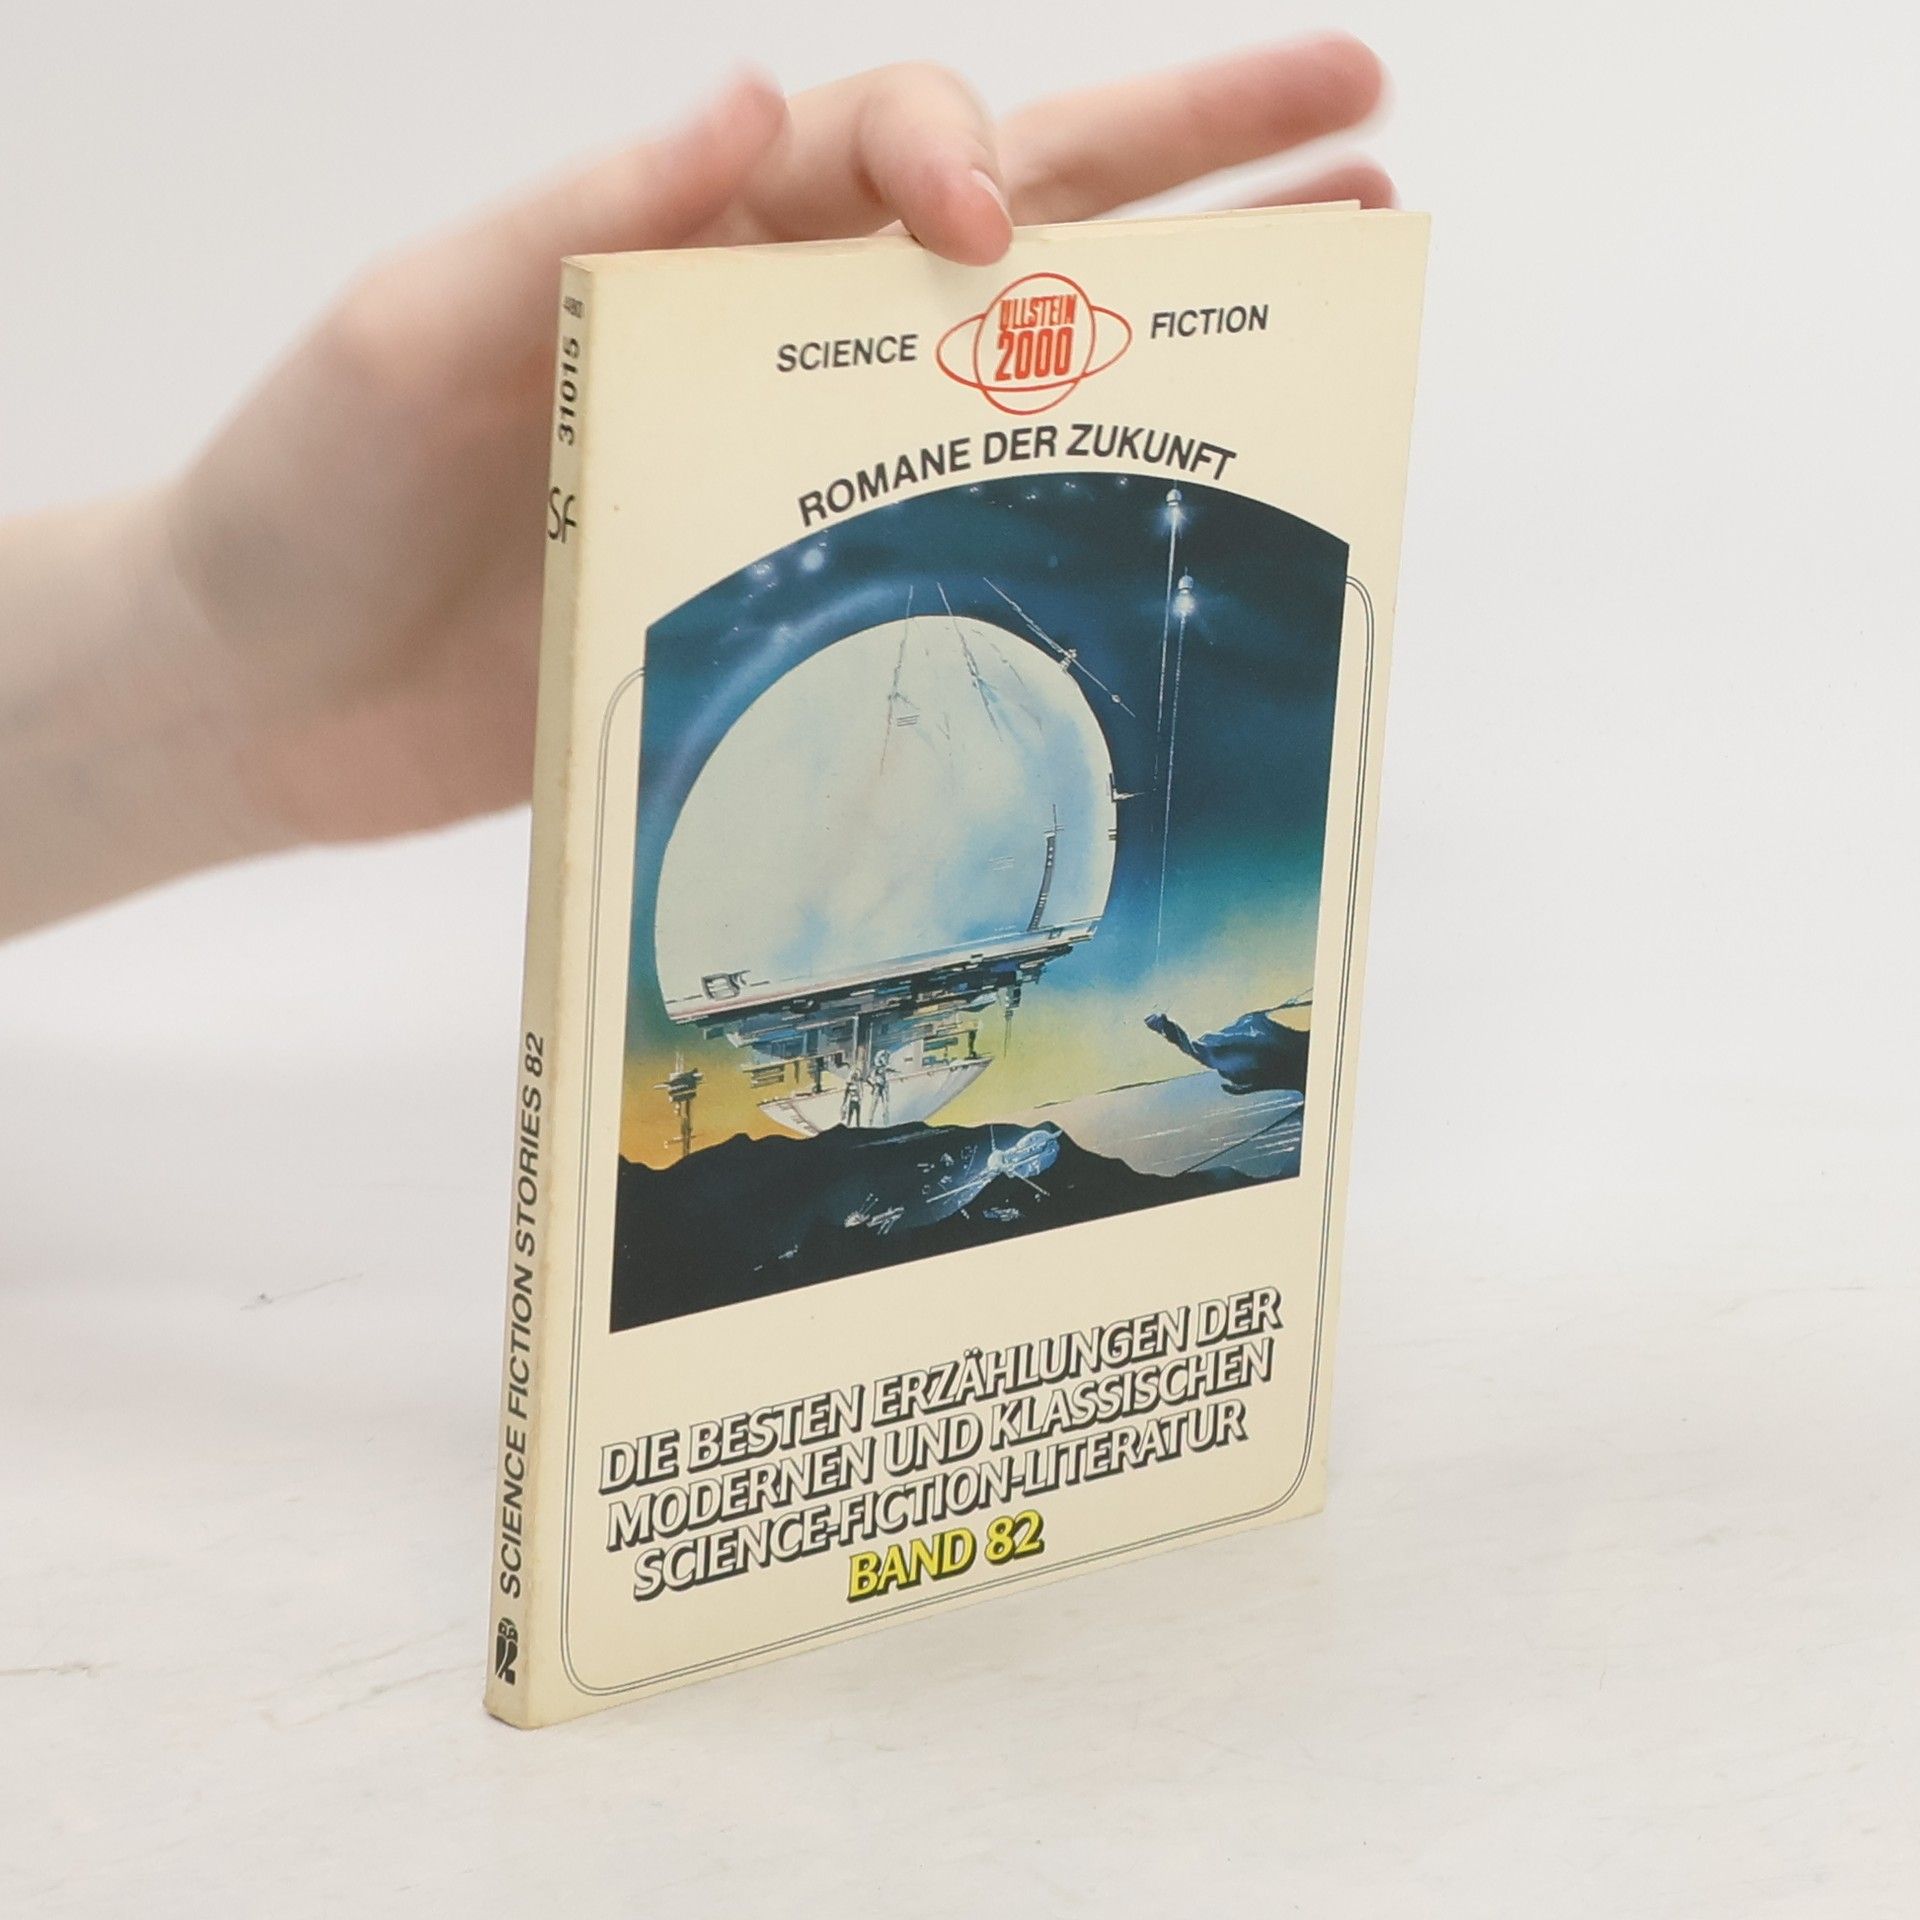 SCIENCE
ULLSTEIN
2000
FICTION
ROMANE DER ZUKUNFT
DIE BESTEN ERZÄHLUNGEN DER
MODERNEN UND KLASSISCHEN
SCIENCE-FICTION-LITERATUR
BAND 82
31015
Sf
SCIENCE FICTION STORIES 82